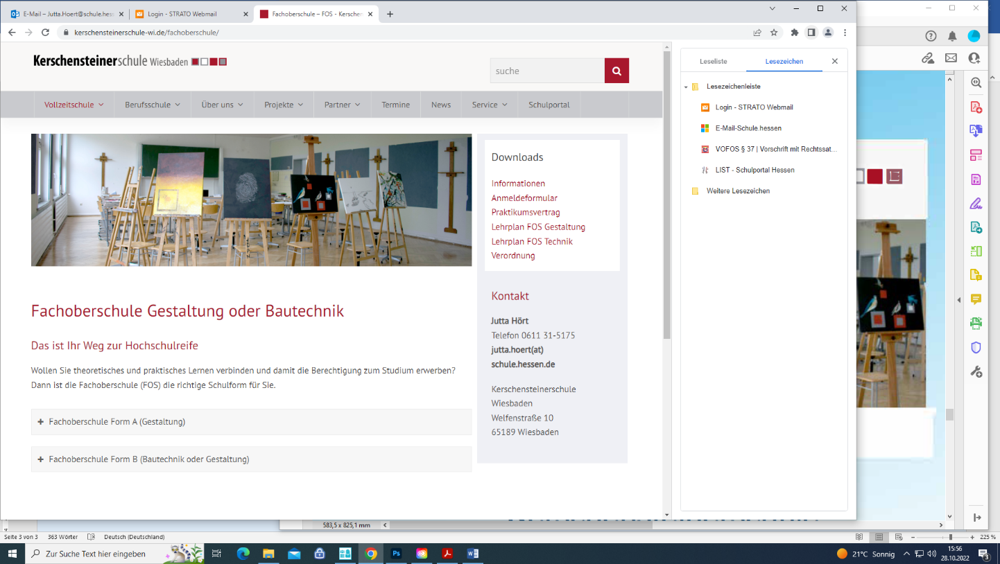 E-Mail – Jutta.Hoert@schule.hess
Login - STRATO Webmail
Fachoberschule – FOS - Kerschen
kerschensteinerschule-wi.de/fachoberschule/
Kerschensteinerschule Wiesbaden
suche
Vollzeitschule
Berufsschule
Über uns
Projekte
Partner
Termine
News
Service
Schulportal
Downloads
Informationen
Anmeldeformular
Praktikumsvertrag
Lehrplan FOS Gestaltung
Lehrplan FOS Technik
Verordnung
Fachoberschule Gestaltung oder Bautechnik
Das ist Ihr Weg zur Hochschulreife
Wollen Sie theoretisches und praktisches Lernen verbinden und damit die Berechtigung zum Studium erwerben?
Dann ist die Fachoberschule (FOS) die richtige Schulform für Sie.
+ Fachoberschule Form A (Gestaltung)
+ Fachoberschule Form B (Bautechnik oder Gestaltung)
Kontakt
Jutta Hört
Telefon 0611 31-5175
jutta.hoert(at)
schule.hessen.de
Kerschensteinerschule
Wiesbaden
Welfenstraße 10
65189 Wiesbaden
Leseliste
Lesezeichen
Lesezeichenleiste
Login - STRATO Webmail
E-Mail-Schule.hessen
VOFOS § 37 | Vorschrift mit Rechtssat...
LIST - Schulportal Hessen
Weitere Lesezeichen
583,5 x 825,1 mm
Seite 3 von 3
363 Wörter
Deutsch (Deutschland)
225 %
Zur Suche Text hier eingeben
Ps
21°C Sonnig
15:56
28.10.2022
3